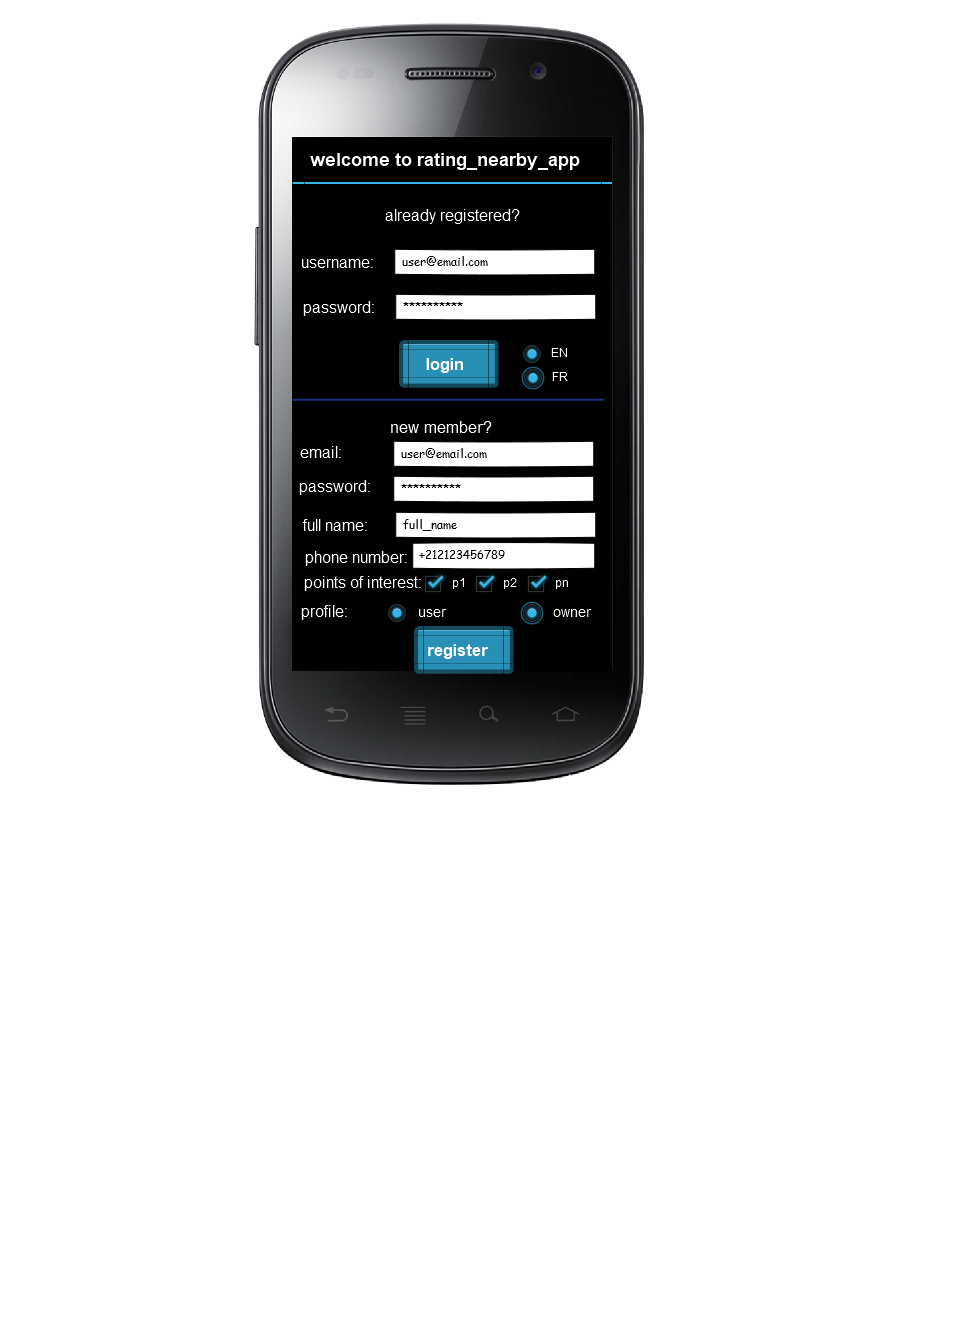 welcome to rating_nearby_app
already registered?
username: user@email.com
password: **********
login
EN
FR
new member?
email: user@email.com
password: **********
full name: full_name
phone number: +212123456789
points of interest: p1 p2 pn
profile: user owner
register